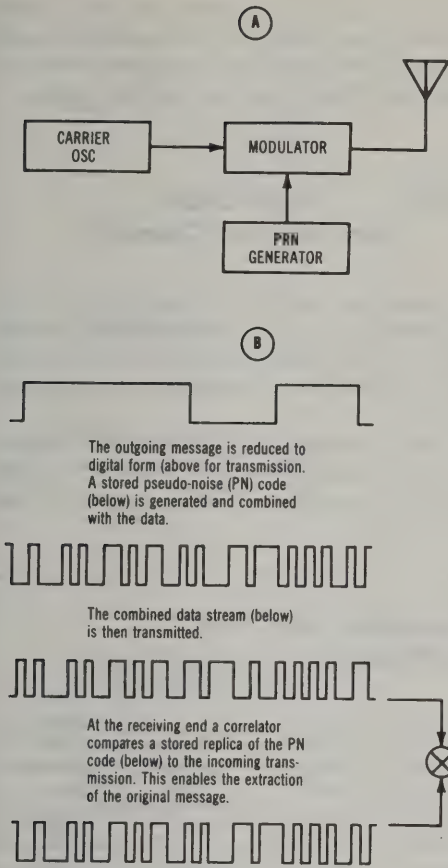 A
CARRIER
OSC
MODULATOR
PRN
GENERATOR
B
The outgoing message is reduced to
digital form (above for transmission.
A stored pseudo-noise (PN) code
(below) is generated and combined
with the data.
The combined data stream (below)
is then transmitted.
At the receiving end a correlator
compares a stored replica of the PN
code (below) to the incoming trans-
mission. This enables the extraction
of the original message.